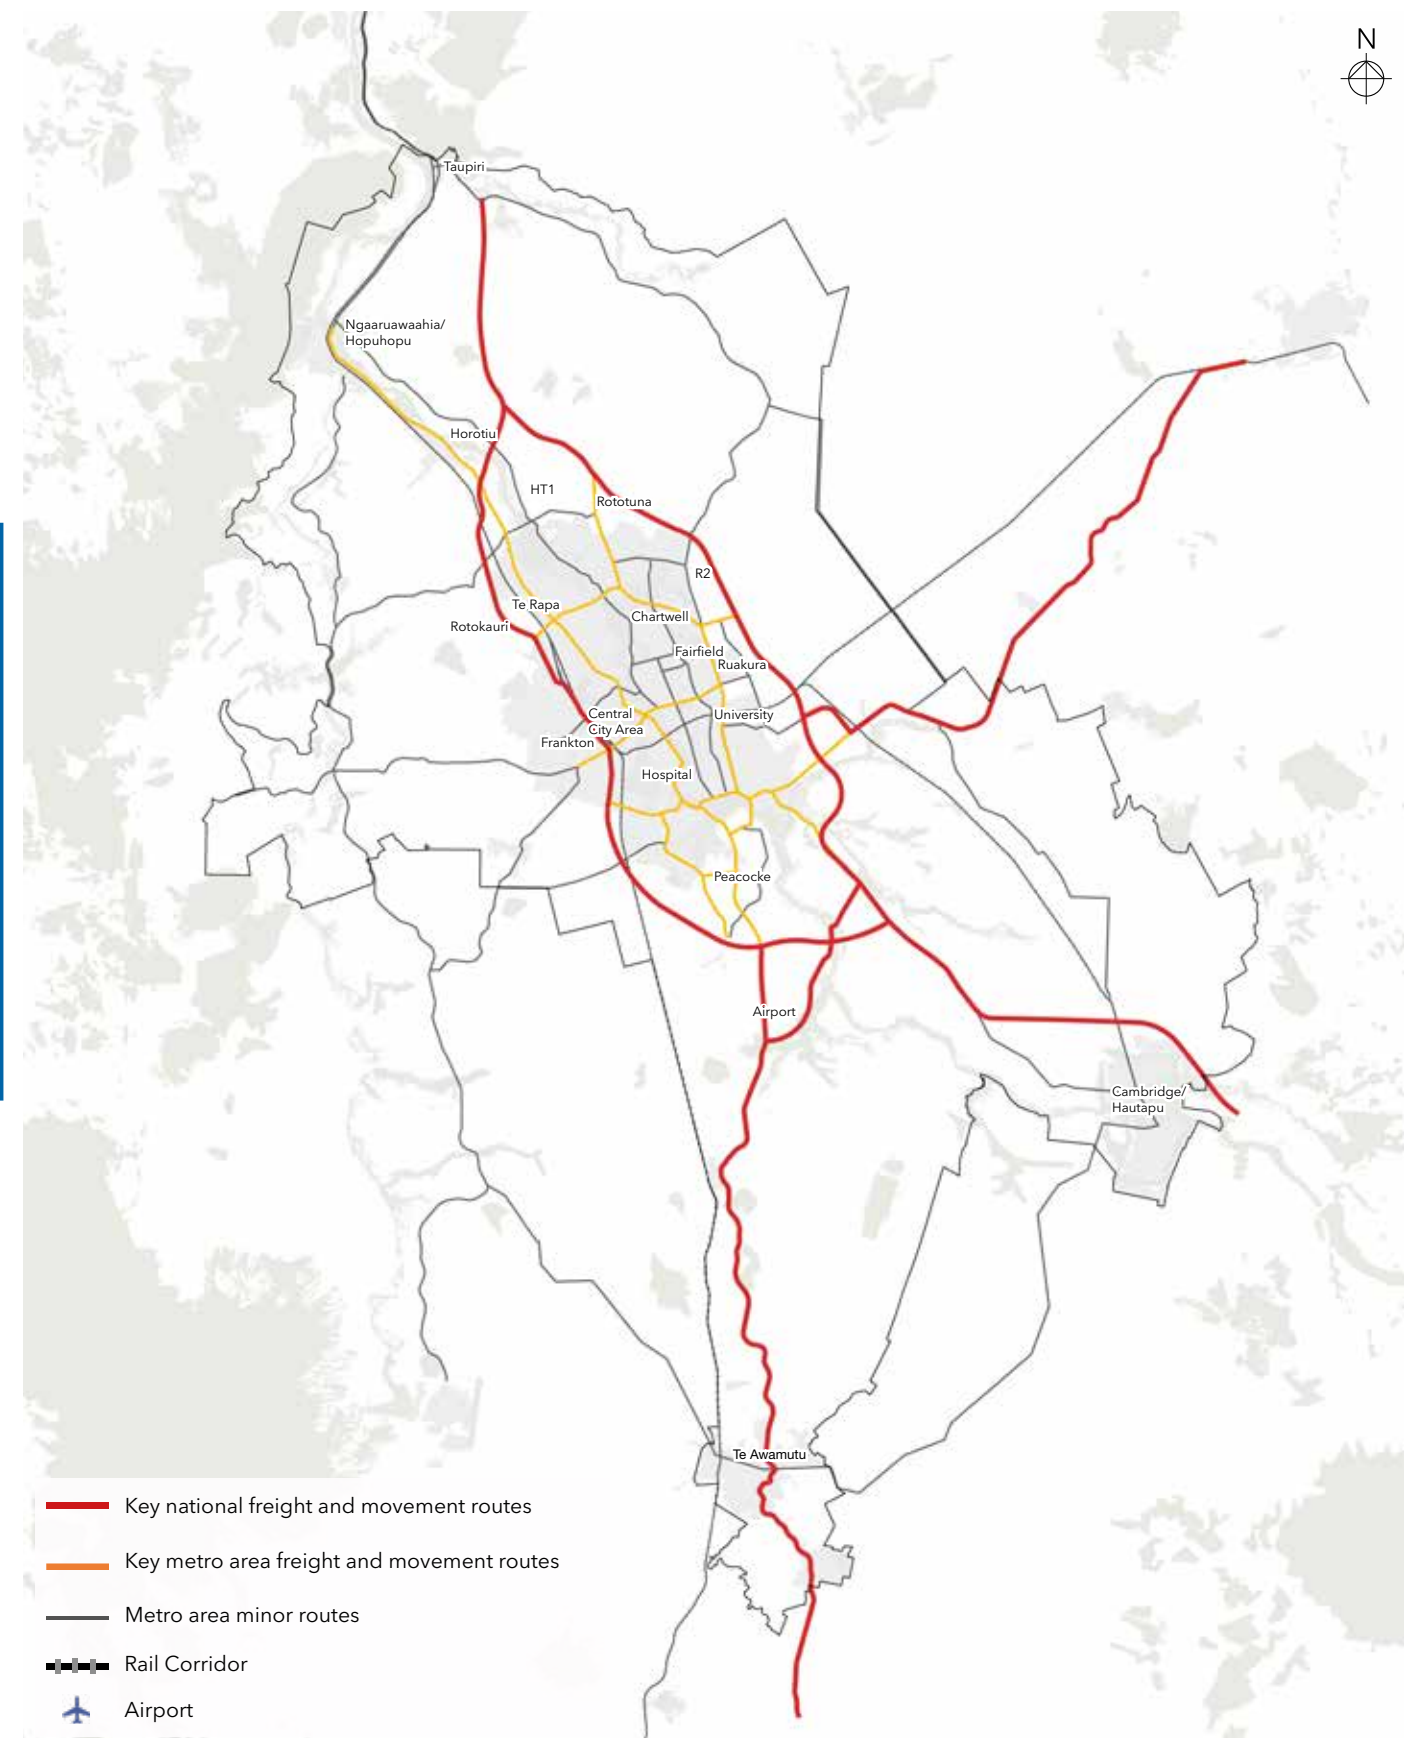 N
Taupiri
Ngaaruawaahia/
Hopuhopu
Horotiu
HT1
Rototuna
R2
Te Rapa
Chartwell
Rotokauri
Fairfield
Ruakura
Central
City Area
University
Frankton
Hospital
Peacocke
Airport
Cambridge/
Hautapu
Te Awamutu
Key national freight and movement routes
Key metro area freight and movement routes
Metro area minor routes
Rail Corridor
Airport